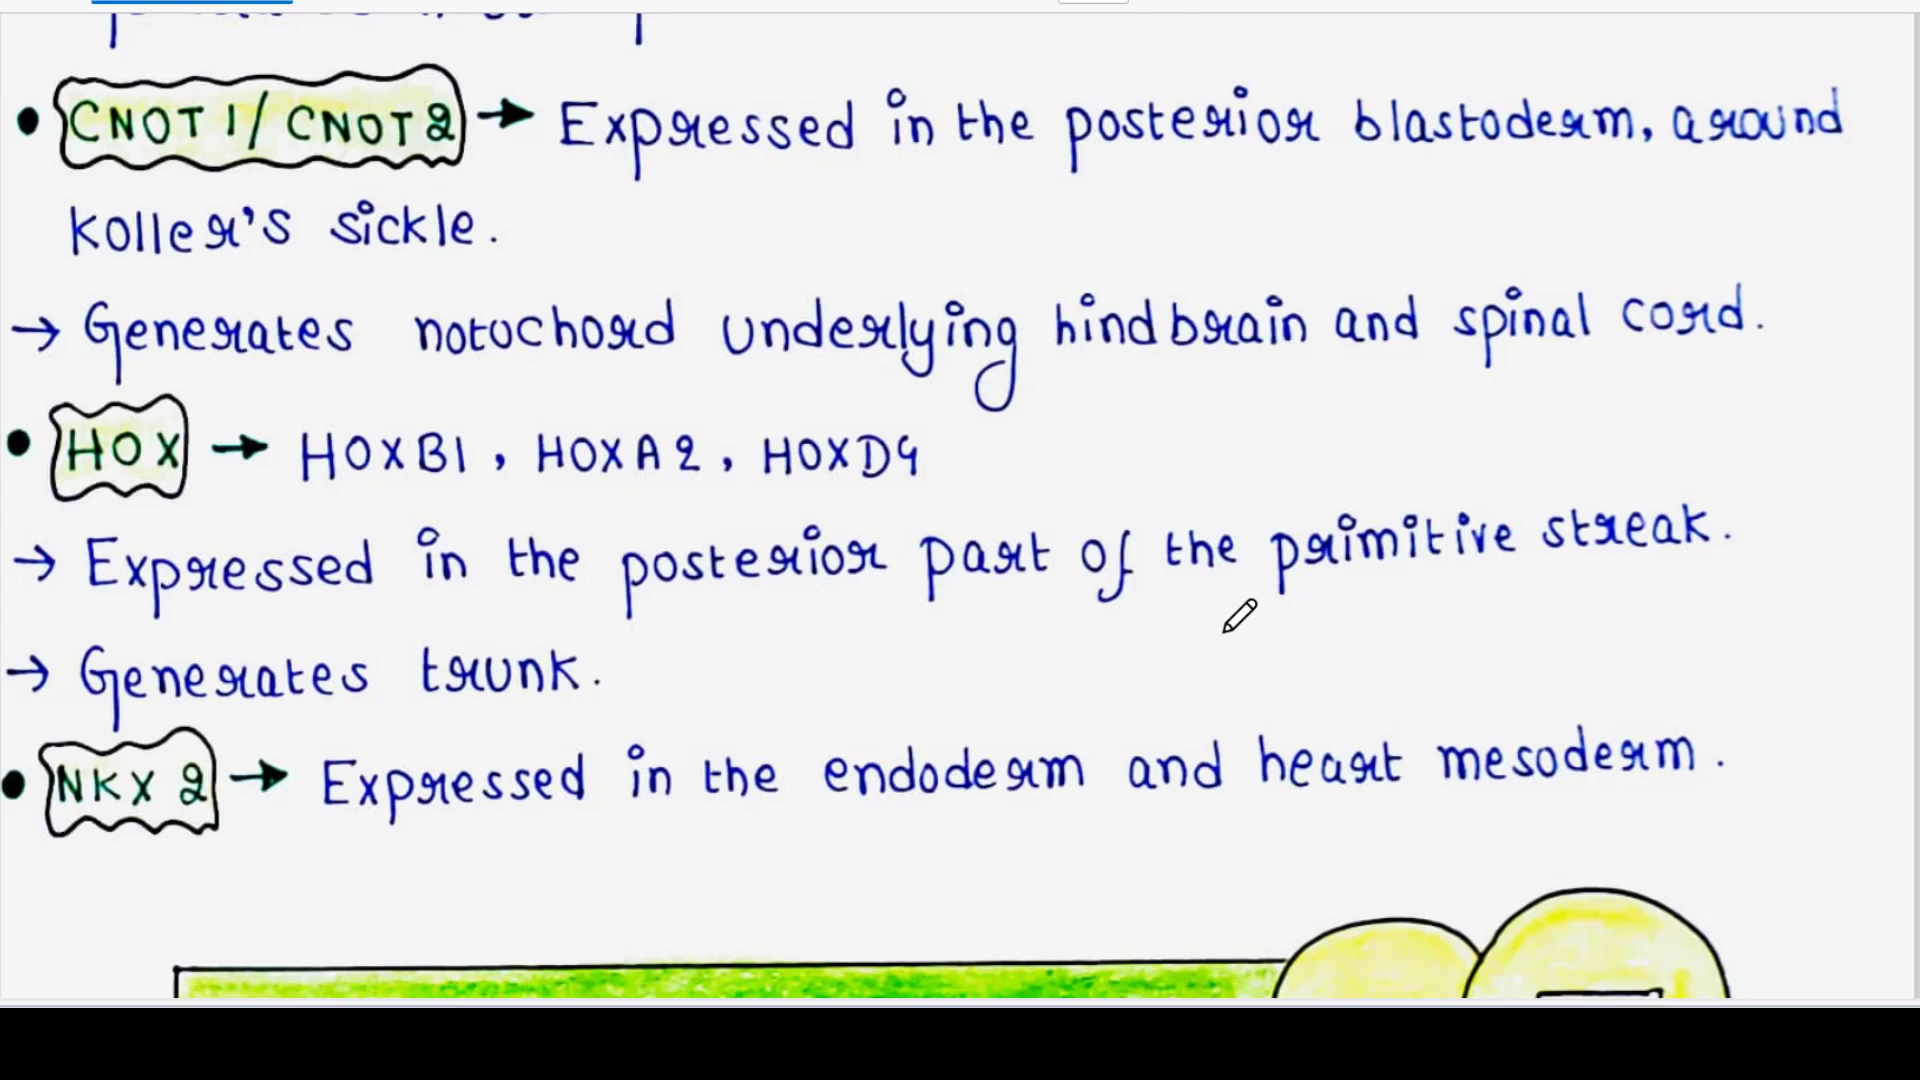 • CNOT1/ CNOT2 → Expressed in the posterior blastoderm, around
Koller's sickle.
→ Generates notochord underlying hindbrain and spinal cord.
• HOX → HOXB1, HOXA2, HOXD4
→ Expressed in the posterior part of the primitive streak.
→ Generates trunk.
• NKX 2 → Expressed in the endoderm and heart mesoderm.